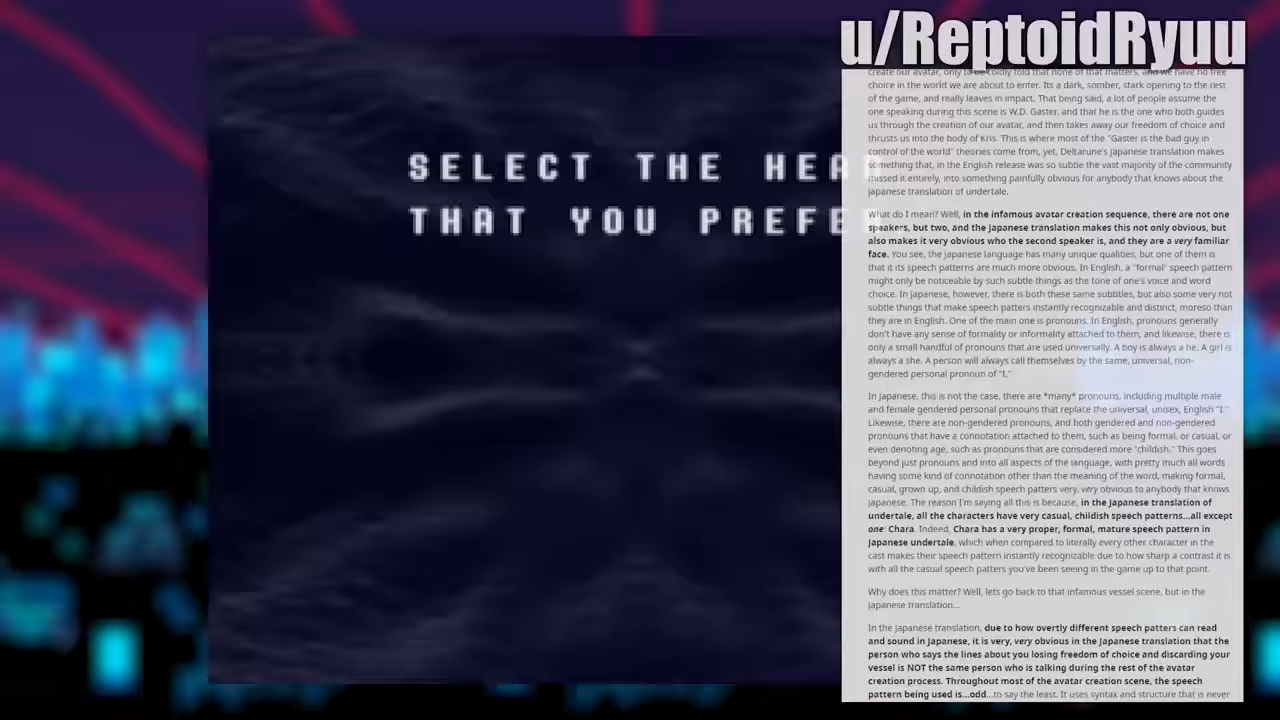 u/ReptoidRyuu
SELECT THE HEA
THAT YOU PREFE
create our avatar, only to be coldly told that none of that matters, and we have no free
choice in the world we are about to enter. Its a dark, somber, stark opening to the rest
of the game, and really leaves in impact. That being said, a lot of people assume the
one speaking during this scene is W.D. Gaster, and that he is the one who both guides
us through the creation of our avatar, and then takes away our freedom of choice and
thrusts us into the body of Kris. This is where most of the "Gaster is the bad guy in
control of the world" theories come from, yet, Deltarune's japanese translation makes
something that, in the English release was so subtle the vast majority of the community
missed it entirely, into something painfully obvious for anybody that knows about the
japanese translation of undertale.
What do I mean? Well, in the infamous avatar creation sequence, there are not one
speakers, but two, and the Japanese translation makes this not only obvious, but
also makes it very obvious who the second speaker is, and they are a very familiar
face. You see, the Japanese language has many unique qualities, but one of them is
that it its speech patterns are much more obvious. In English, a "formal" speech pattern
might only be noticeable by such subtle things as the tone of one's voice and word
choice. In Japanese, however, there is both these same subtitles, but also some very not
subtle things that make speech patterns instantly recognizable and distinct, moreso than
they are in English. One of the main one is pronouns. In English, pronouns generally
don't have any sense of formality or informality attached to them, and likewise, there is
only a small handful of pronouns that are used universally. A boy is always a he. A girl is
always a she. A person will always call themselves by the same, universal, non-
gendered personal pronoun of "I."
In Japanese, this is not the case, there are *many* pronouns, including multiple male
and female gendered personal pronouns that replace the universal, unisex, English "I."
Likewise, there are non-gendered pronouns, and both gendered and non-gendered
pronouns that have a connotation attached to them, such as being formal, or casual, or
even denoting age, such as pronouns that are considered more "childish." This goes
beyond just pronouns and into all aspects of the language, with pretty much all words
having some kind of connotation other than the meaning of the word, making formal,
casual, grown up, and childish speech patters very, very obvious to anybody that knows
Japanese. The reason I'm saying all this is because, in the Japanese translation of
undertale, all the characters have very casual, childish speech patterns...all except
one: Chara. Indeed, Chara has a very proper, formal, mature speech pattern in
Japanese undertale, which when compared to literally every other character in the
cast makes their speech pattern instantly recognizable due to how sharp a contrast it is
with all the casual speech patters you've been seeing in the game up to that point.
Why does this matter? Well, lets go back to that infamous vessel scene, but in the
Japanese translation...
In the Japanese translation, due to how overtly different speech patters can read
and sound in Japanese, it is very, very obvious in the Japanese translation that the
person who says the lines about you losing freedom of choice and discarding your
vessel is NOT the same person who is talking during the rest of the avatar
creation process. Throughout most of the avatar creation scene, the speech
pattern being used is...odd...to say the least. It uses syntax and structure that is never